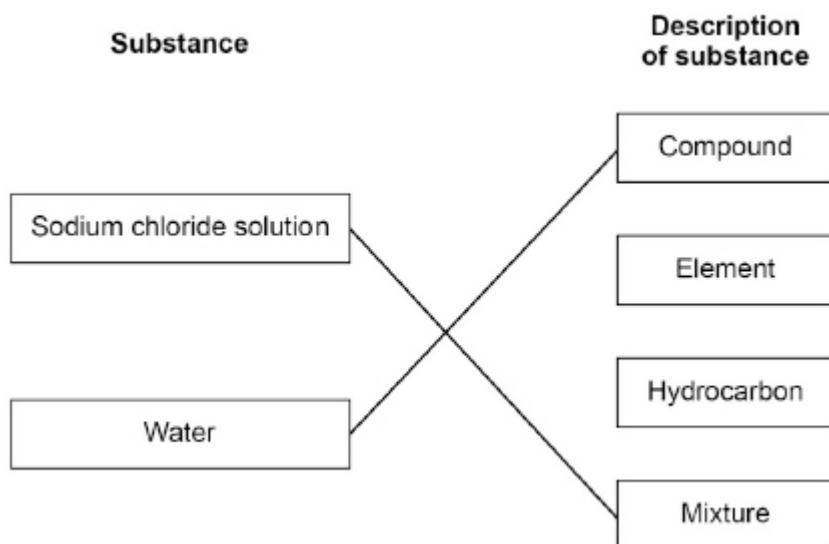 Substance
Description
of substance
Compound
Sodium chloride solution
Element
Hydrocarbon
Water
Mixture